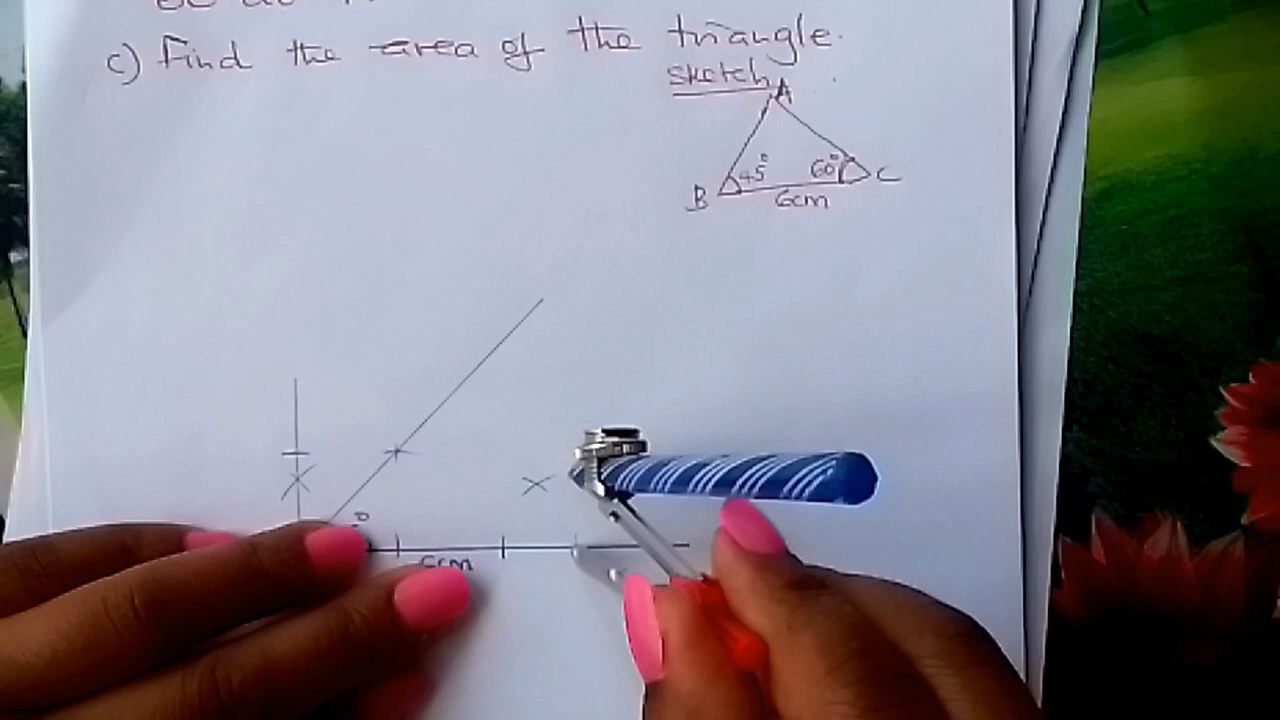 c) Find the area of the triangle.
sketch
A
45° 60°
B 6cm C
6cm